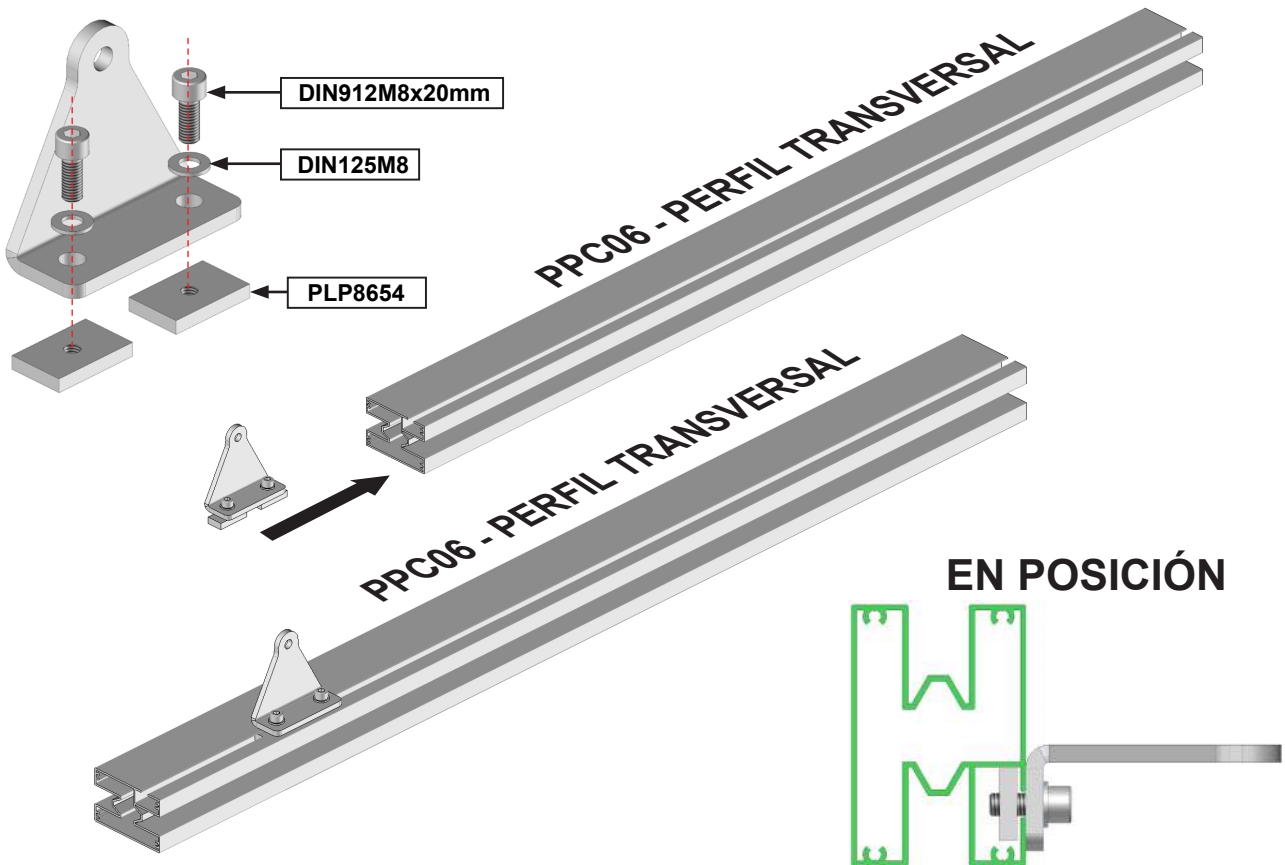 DIN912M8x20mm
DIN125M8
PLP8654
PPC06 - PERFIL TRANSVERSAL
PPC06 - PERFIL TRANSVERSAL
EN POSICIÓN